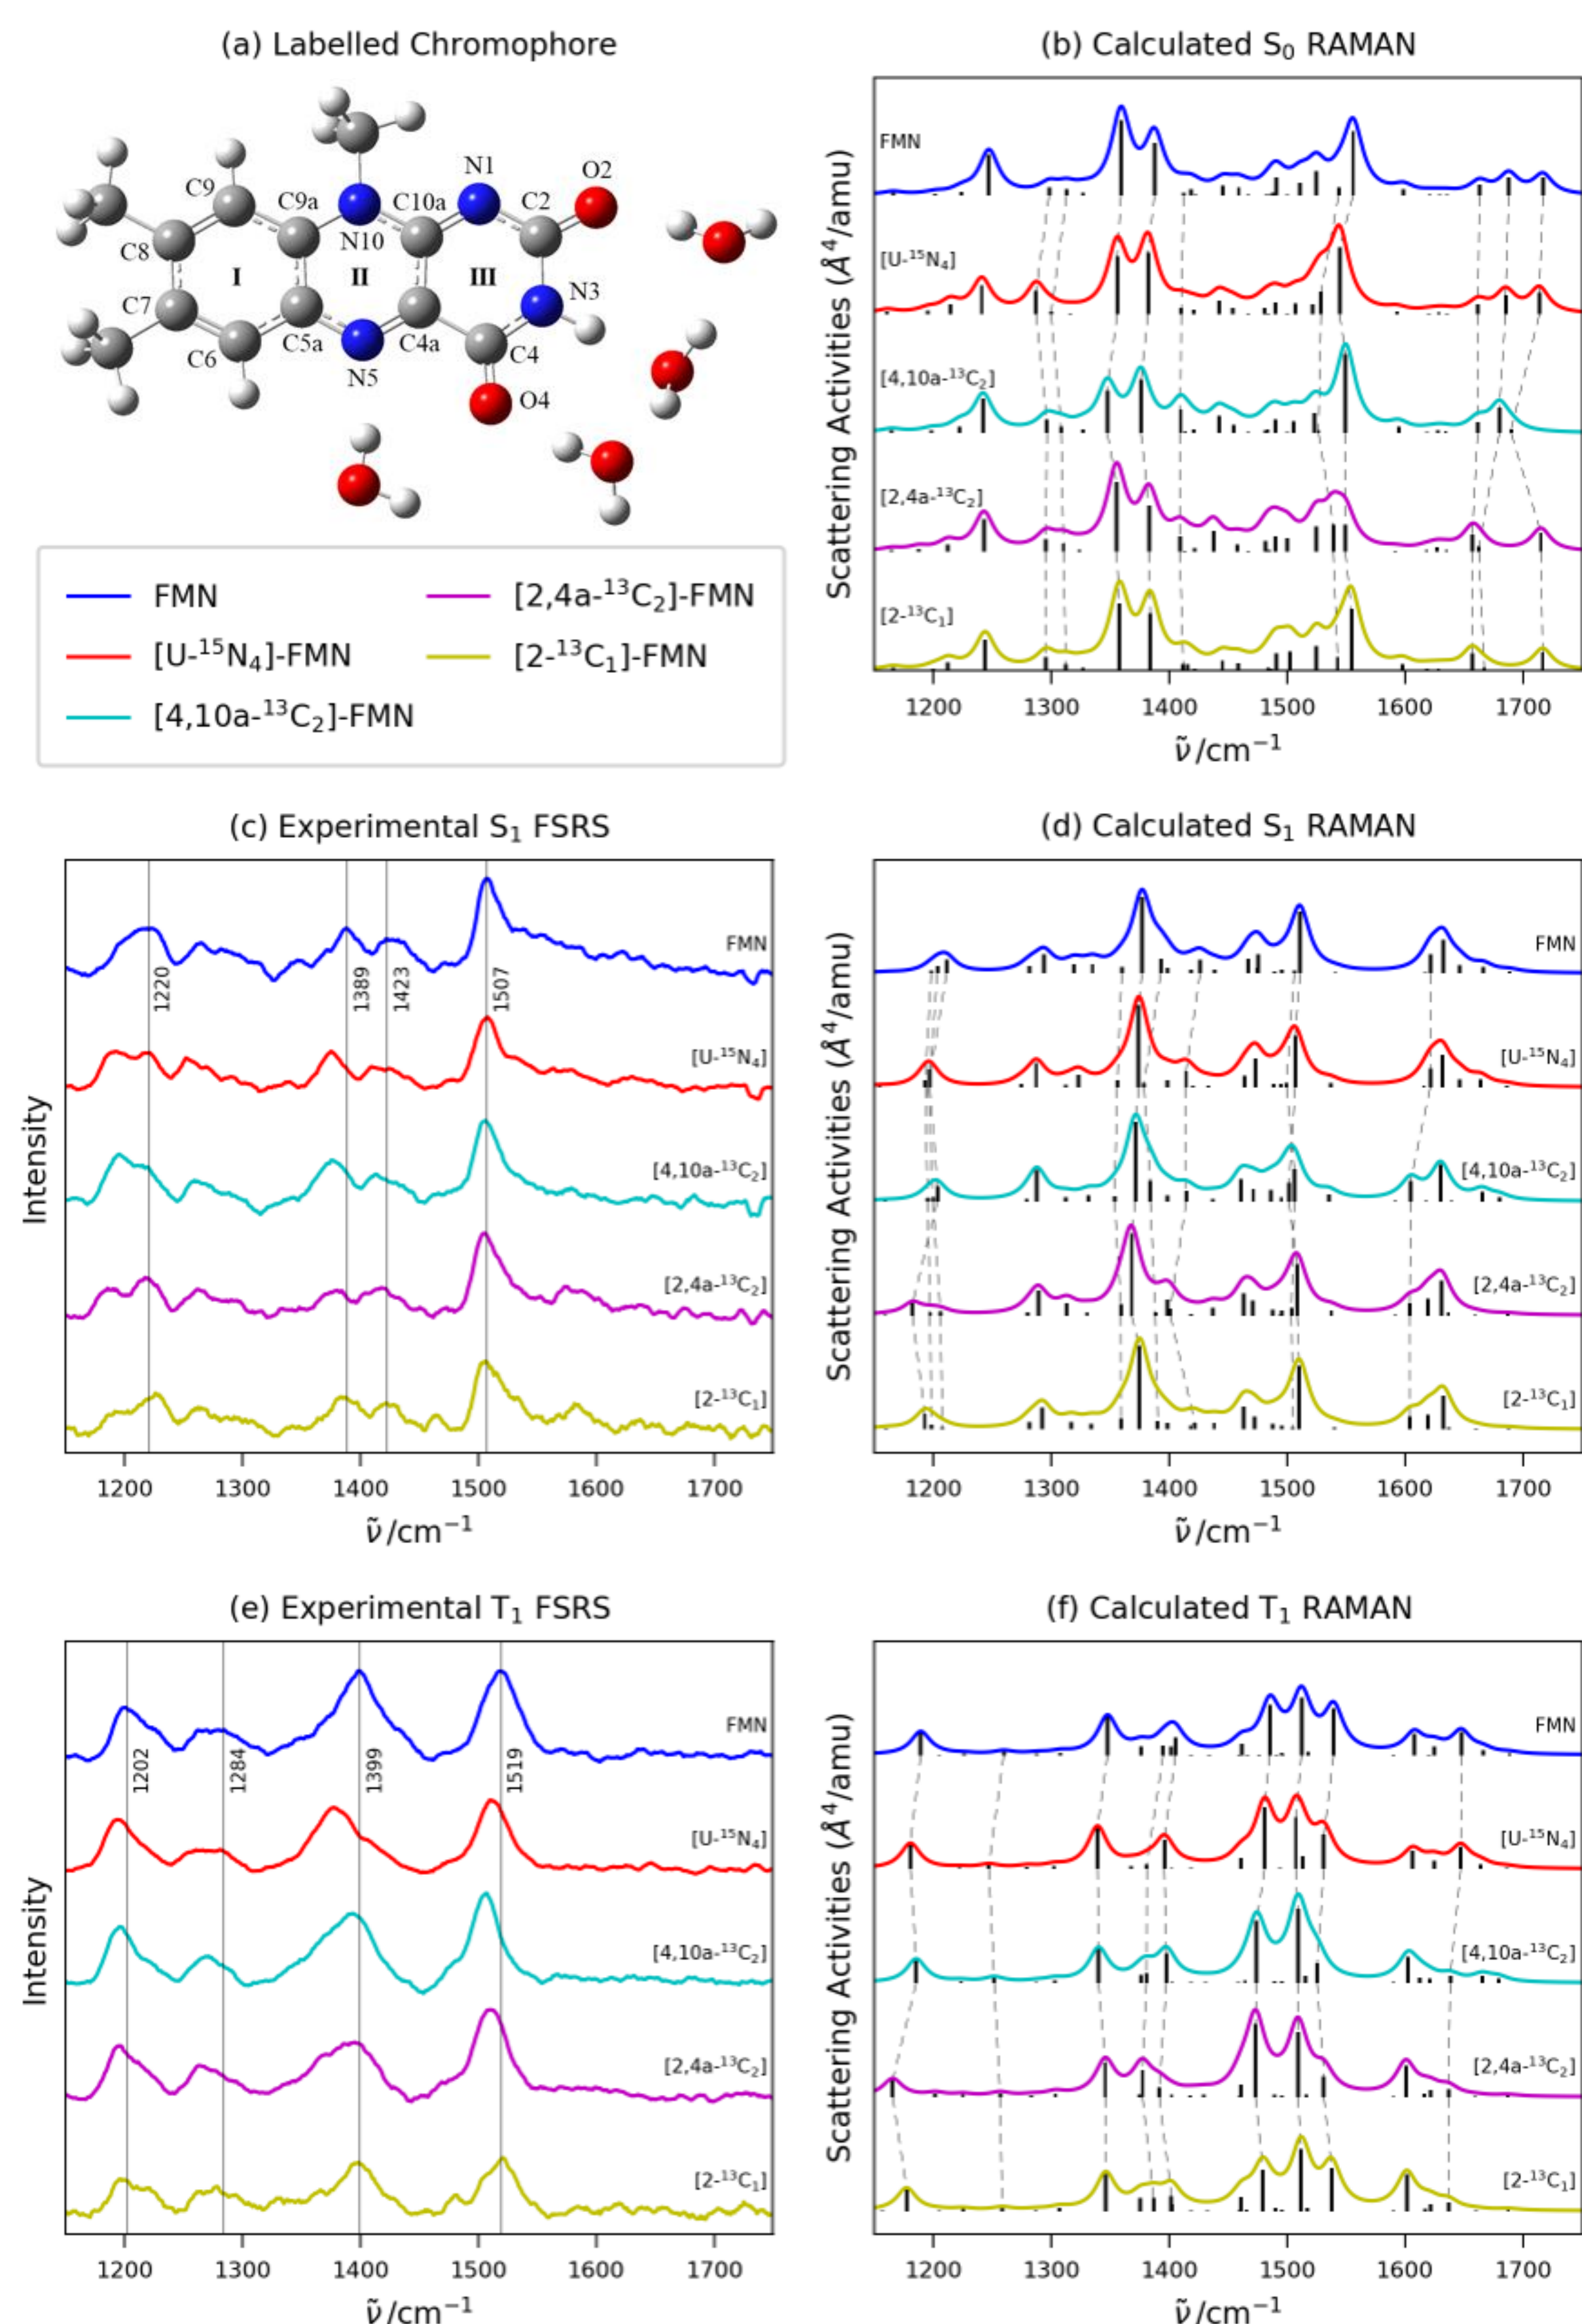 (a) Labelled Chromophore
N1
O2
C9
C9a
C10a
C2
N10
C8
I
II
III
C7
N3
C6
C5a
C4a
C4
N5
O4
FMN
[U-¹⁵N₄]-FMN
[4,10a-¹³C₂]-FMN
[2,4a-¹³C₂]-FMN
[2-¹³C₁]-FMN
(b) Calculated S₀ RAMAN
Scattering Activities (Å⁴/amu)
FMN
[U-¹⁵N₄]
[4,10a-¹³C₂]
[2,4a-¹³C₂]
[2-¹³C₁]
1200 1300 1400 1500 1600 1700
ν̃/cm⁻¹
(c) Experimental S₁ FSRS
Intensity
FMN
1220
1389
1423
1507
[U-¹⁵N₄]
[4,10a-¹³C₂]
[2,4a-¹³C₂]
[2-¹³C₁]
1200 1300 1400 1500 1600 1700
ν̃/cm⁻¹
(d) Calculated S₁ RAMAN
Scattering Activities (Å⁴/amu)
FMN
[U-¹⁵N₄]
[4,10a-¹³C₂]
[2,4a-¹³C₂]
[2-¹³C₁]
1200 1300 1400 1500 1600 1700
ν̃/cm⁻¹
(e) Experimental T₁ FSRS
Intensity
FMN
1202
1284
1399
1519
[U-¹⁵N₄]
[4,10a-¹³C₂]
[2,4a-¹³C₂]
[2-¹³C₁]
1200 1300 1400 1500 1600 1700
ν̃/cm⁻¹
(f) Calculated T₁ RAMAN
Scattering Activities (Å⁴/amu)
FMN
[U-¹⁵N₄]
[4,10a-¹³C₂]
[2,4a-¹³C₂]
[2-¹³C₁]
1200 1300 1400 1500 1600 1700
ν̃/cm⁻¹